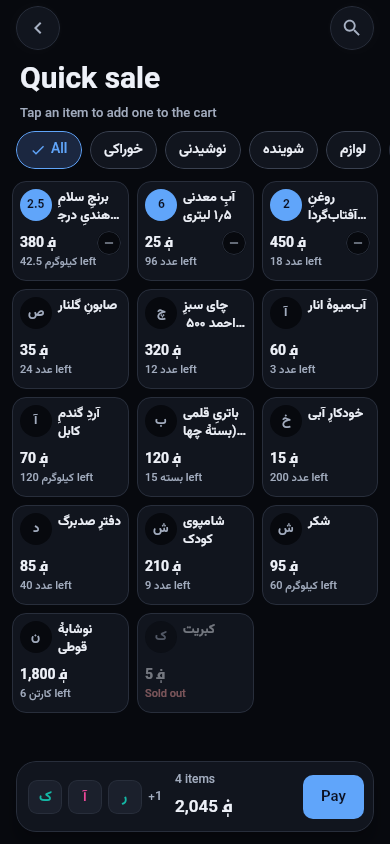 Quick sale
Tap an item to add one to the cart
All
خوراکی
نوشیدنی
شوینده
لوازم
2.5
برنجِ سلامِ
هندیِ درجـ…
380 ؋
42.5 کیلوگرم left
6
آبِ معدنی
۱٫۵ لیتری
25 ؋
96 عدد left
2
روغنِ
آفتاب‌گردا…
450 ؋
18 عدد left
ص
صابونِ گلنار
35 ؋
24 عدد left
چ
چای سبزِ
احمد ۵۰۰…
320 ؋
12 عدد left
آ
آب‌میوهٔ انار
60 ؋
3 عدد left
آ
آردِ گندمِ
کابل
70 ؋
120 کیلوگرم left
ب
باتریِ قلمی
(بستهٔ چها…
120 ؋
15 بسته left
خ
خودکارِ آبی
15 ؋
200 عدد left
د
دفترِ صدبرگ
85 ؋
40 عدد left
ش
شامپوی
کودک
210 ؋
9 عدد left
ش
شکر
95 ؋
60 کیلوگرم left
ن
نوشابهٔ
قوطی
1,800 ؋
6 کارتن left
ک
کبریت
5 ؋
Sold out
ک
آ
ر
+1
4 items
2,045 ؋
Pay